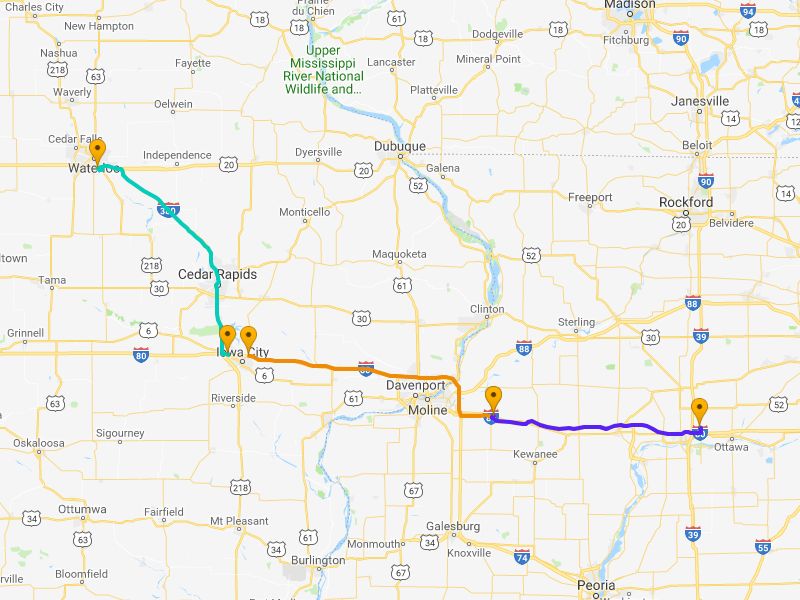 Charles City
New Hampton
18
Prairie
du Chien
61
18
18
Madison
94
Fitchburg
90
Dodgeville
18
Nashua
218
63
Fayette
Upper
Mississippi
River National
Wildlife and...
Lancaster
Mineral Point
Platteville
Waverly
Oelwein
Janesville
14
Cedar Falls
Waterloo
Independence
20
Dyersville
20
Dubuque
52
Galena
Beloit
90
Freeport
Rockford
20
Belvidere
14
380
Monticello
218
Maquoketa
52
Tama
30
Cedar Rapids
61
Clinton
88
30
Sterling
30
39
Grinnell
6
80
Iowa City
6
80
88
Davenport
Moline
61
63
Riverside
80
80
52
Ottawa
Oskaloosa
Sigourney
Kewanee
218
67
34
Ottumwa
63
Fairfield
34
Mt Pleasant
61
Burlington
Monmouth
34
Galesburg
Knoxville
74
39
55
67
Bloomfield
Peoria